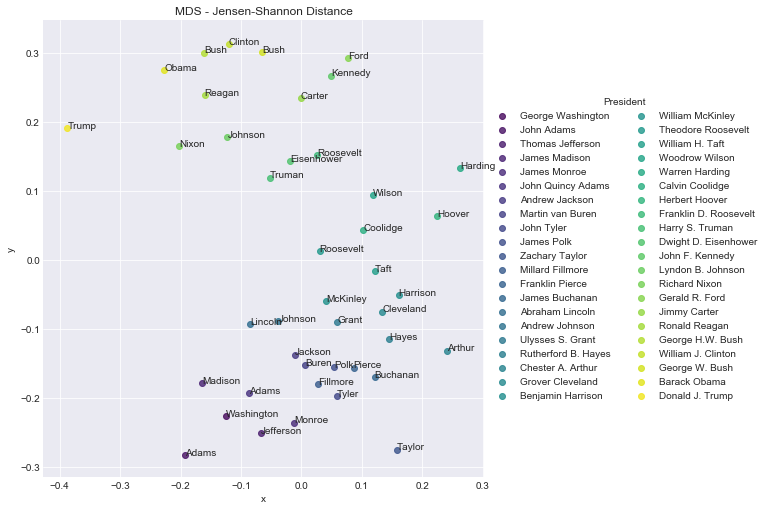 MDS - Jensen-Shannon Distance
Clinton
Bush
Bush
Ford
Obama
Kennedy
Reagan
Carter
Trump
Johnson
Nixon
Roosevelt
Eisenhower
Harding
Truman
Wilson
Hoover
Coolidge
Roosevelt
Taft
Harrison
McKinley
Cleveland
Lincoln
Johnson
Grant
Hayes
Arthur
Jackson
Buren
Polk
Pierce
Buchanan
Madison
Fillmore
Adams
Tyler
Washington
Monroe
Jefferson
Taylor
Adams
0.3
0.2
0.1
0.0
−0.1
−0.2
−0.3
y
−0.4 −0.3 −0.2 −0.1 0.0 0.1 0.2 0.3
x
President
George Washington
John Adams
Thomas Jefferson
James Madison
James Monroe
John Quincy Adams
Andrew Jackson
Martin van Buren
John Tyler
James Polk
Zachary Taylor
Millard Fillmore
Franklin Pierce
James Buchanan
Abraham Lincoln
Andrew Johnson
Ulysses S. Grant
Rutherford B. Hayes
Chester A. Arthur
Grover Cleveland
Benjamin Harrison
William McKinley
Theodore Roosevelt
William H. Taft
Woodrow Wilson
Warren Harding
Calvin Coolidge
Herbert Hoover
Franklin D. Roosevelt
Harry S. Truman
Dwight D. Eisenhower
John F. Kennedy
Lyndon B. Johnson
Richard Nixon
Gerald R. Ford
Jimmy Carter
Ronald Reagan
George H.W. Bush
William J. Clinton
George W. Bush
Barack Obama
Donald J. Trump